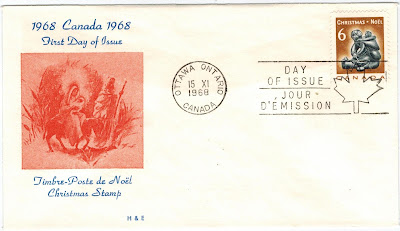 1968 Canada 1968
First Day of Issue
Timbre-Poste de Noël
Christmas Stamp
H & E
OTTAWA ONTARIO
15 XI
1968
CANADA
DAY
OF ISSUE
JOUR
D'ÉMISSION
CHRISTMAS • NOËL
6
CANADA